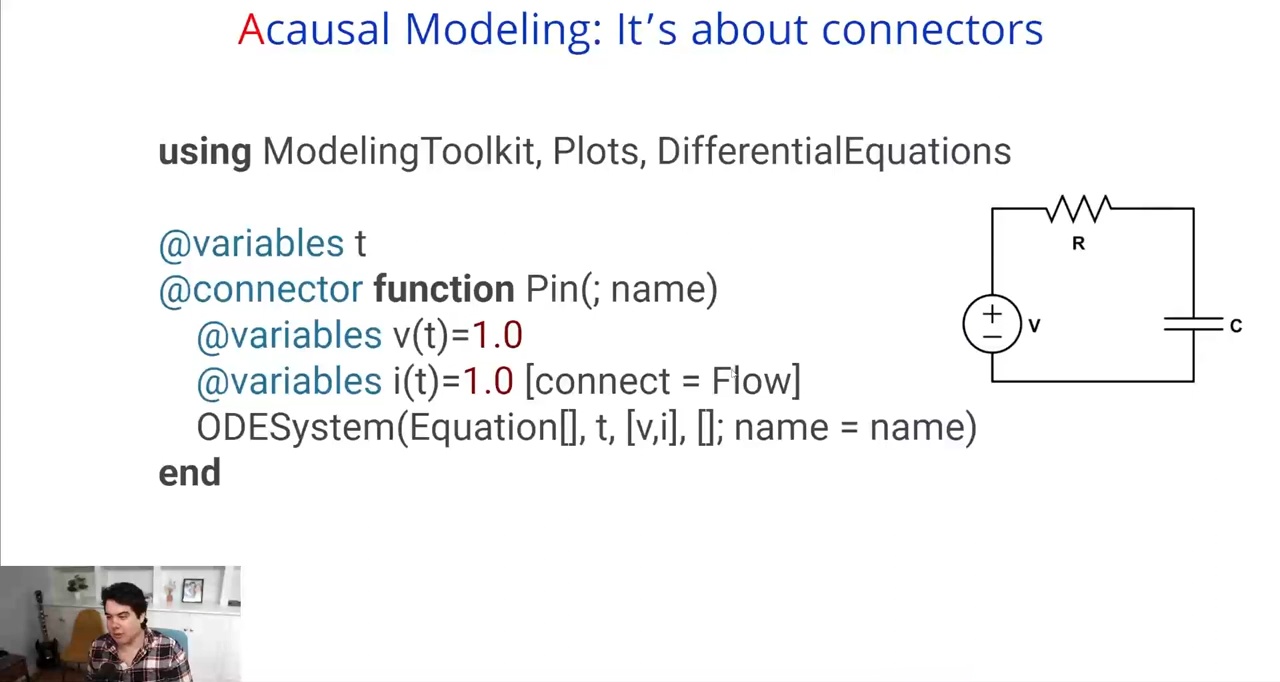 Acausal Modeling: It’s about connectors
using ModelingToolkit, Plots, DifferentialEquations
@variables t
@connector function Pin(; name)
@variables v(t)=1.0
@variables i(t)=1.0 [connect = Flow]
ODESystem(Equation[], t, [v,i], []; name = name)
end
R
+
−
V
C